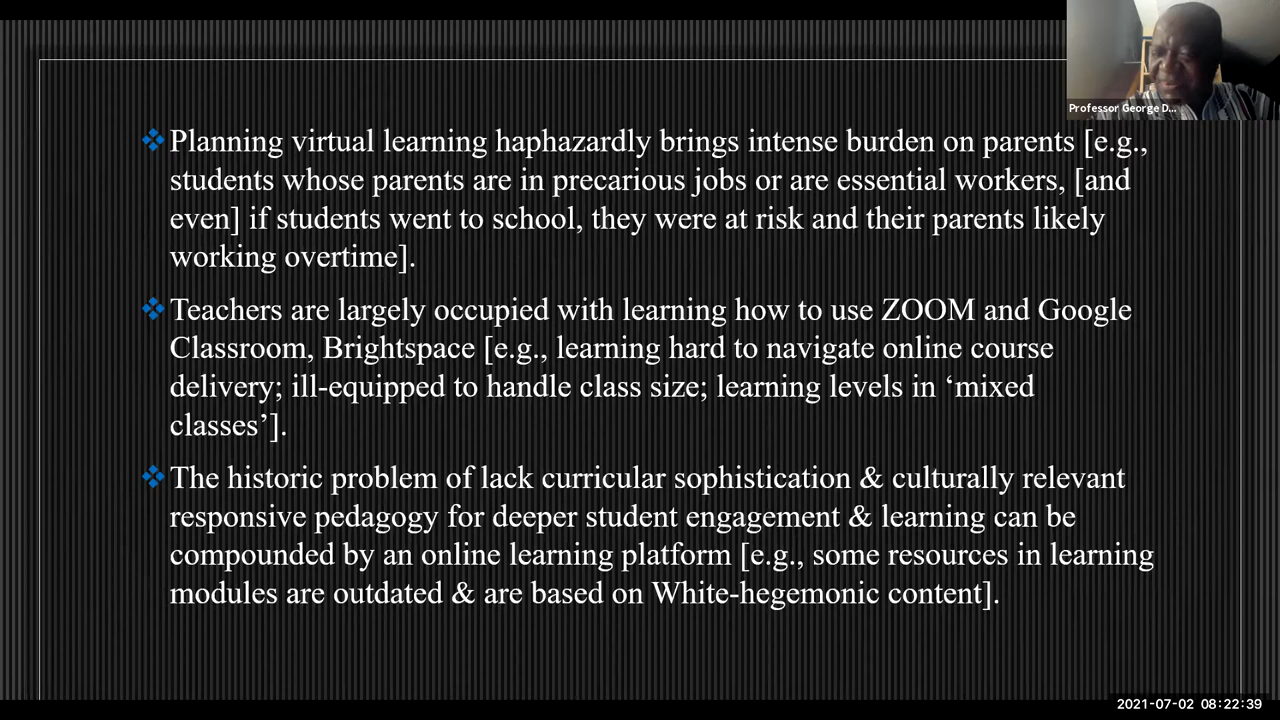 Professor George D...
Planning virtual learning haphazardly brings intense burden on parents [e.g.,
students whose parents are in precarious jobs or are essential workers, [and
even] if students went to school, they were at risk and their parents likely
working overtime].
Teachers are largely occupied with learning how to use ZOOM and Google
Classroom, Brightspace [e.g., learning hard to navigate online course
delivery; ill-equipped to handle class size; learning levels in ‘mixed
classes’].
The historic problem of lack curricular sophistication & culturally relevant
responsive pedagogy for deeper student engagement & learning can be
compounded by an online learning platform [e.g., some resources in learning
modules are outdated & are based on White-hegemonic content].
2021-07-02 08:22:39